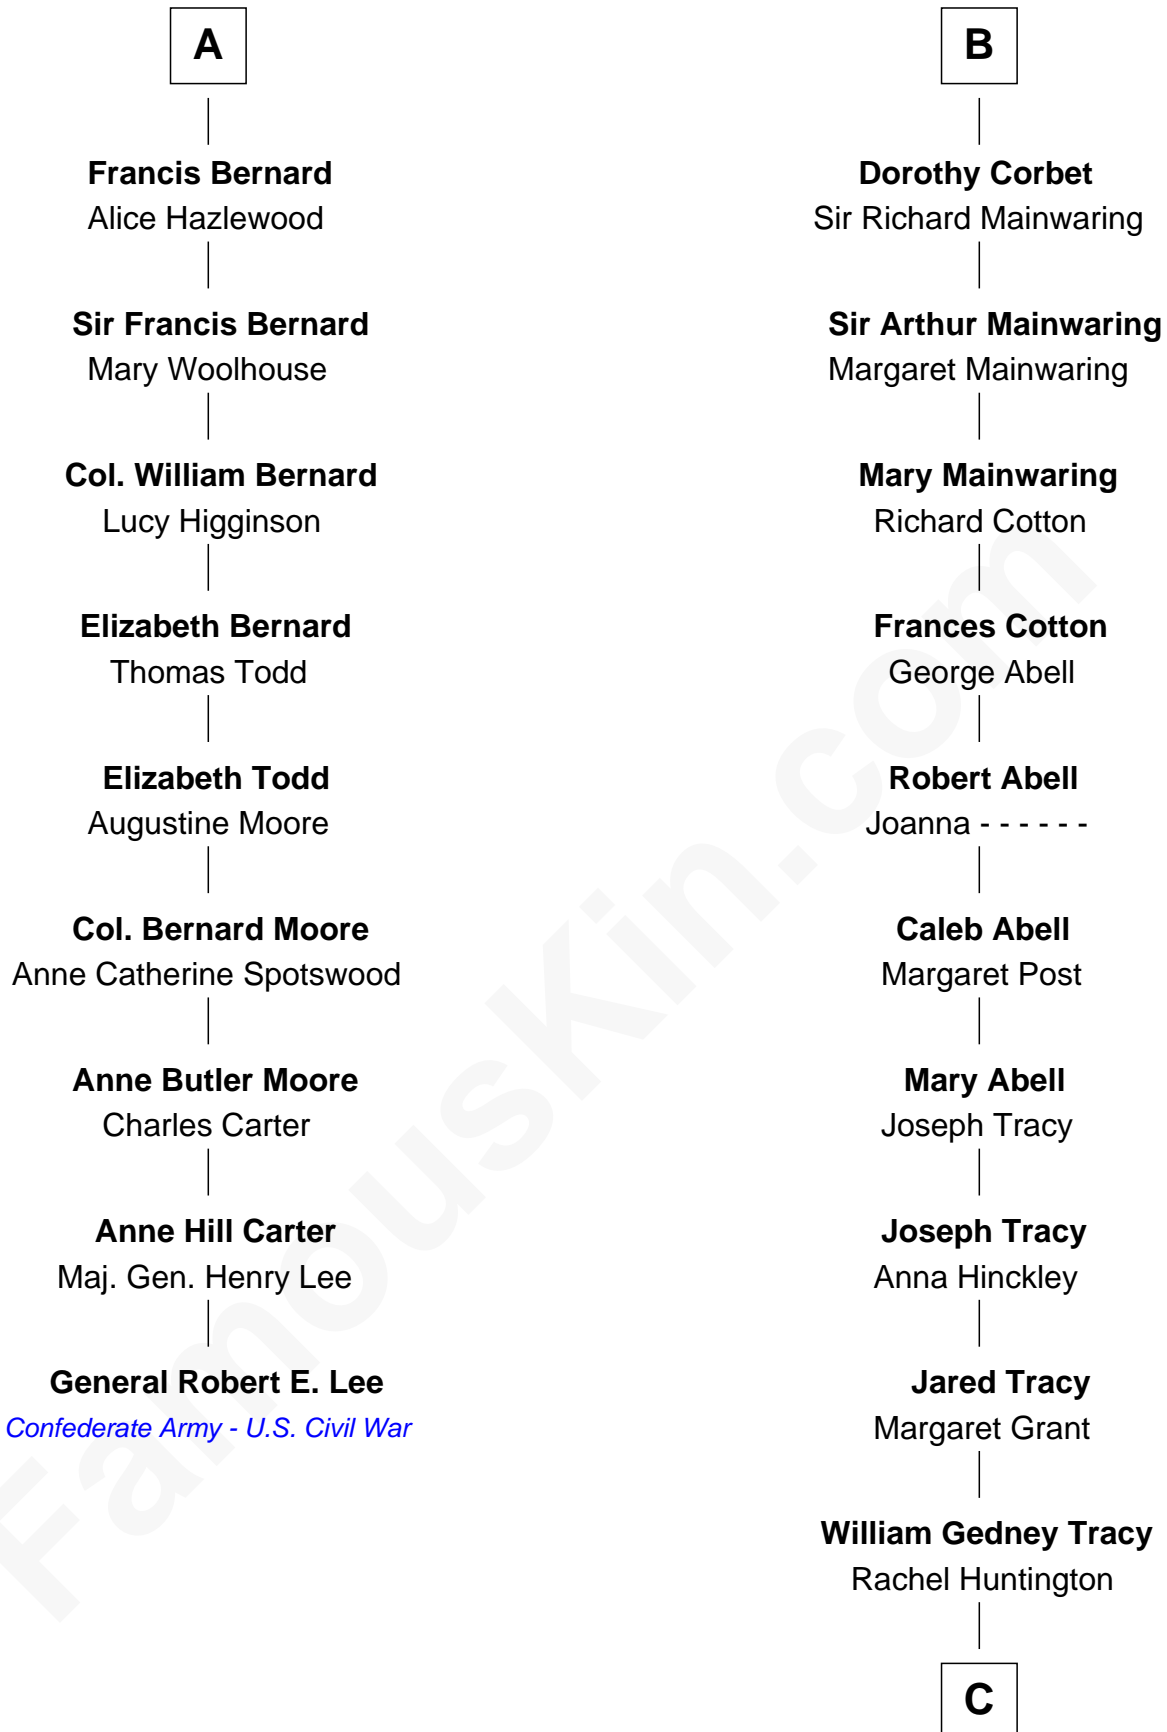 A
Francis Bernard
Alice Hazlewood
Sir Francis Bernard
Mary Woolhouse
Col. William Bernard
Lucy Higginson
Elizabeth Bernard
Thomas Todd
Elizabeth Todd
Augustine Moore
Col. Bernard Moore
Anne Catherine Spotswood
Anne Butler Moore
Charles Carter
Anne Hill Carter
Maj. Gen. Henry Lee
General Robert E. Lee
Confederate Army - U.S. Civil War
B
Dorothy Corbet
Sir Richard Mainwaring
Sir Arthur Mainwaring
Margaret Mainwaring
Mary Mainwaring
Richard Cotton
Frances Cotton
George Abell
Robert Abell
Joanna - - - - - -
Caleb Abell
Margaret Post
Mary Abell
Joseph Tracy
Joseph Tracy
Anna Hinckley
Jared Tracy
Margaret Grant
William Gedney Tracy
Rachel Huntington
C
FamousKin.com